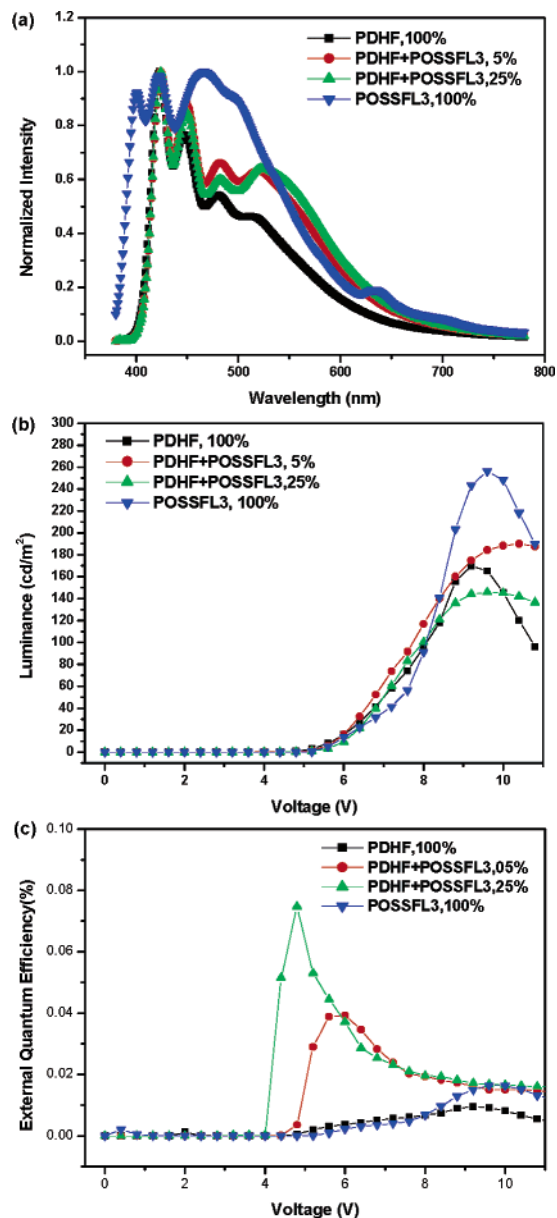 (a)
PDHF,100%
PDHF+POSSFL3, 5%
PDHF+POSSFL3,25%
POSSFL3,100%
Normalized Intensity
1.4
1.2
1.0
0.8
0.6
0.4
0.2
0.0
400 500 600 700 800
Wavelength (nm)
(b)
PDHF, 100%
PDHF+POSSFL3, 5%
PDHF+POSSFL3,25%
POSSFL3, 100%
Luminance (cd/m²)
300
280
260
240
220
200
180
160
140
120
100
80
60
40
20
0
0 2 4 6 8 10
Voltage (V)
(c)
PDHF,100%
PDHF+POSSFL3,05%
PDHF+POSSFL3,25%
POSSFL3,100%
External Quantum Efficiency(%)
0.10
0.08
0.06
0.04
0.02
0.00
0 2 4 6 8 10
Voltage (V)